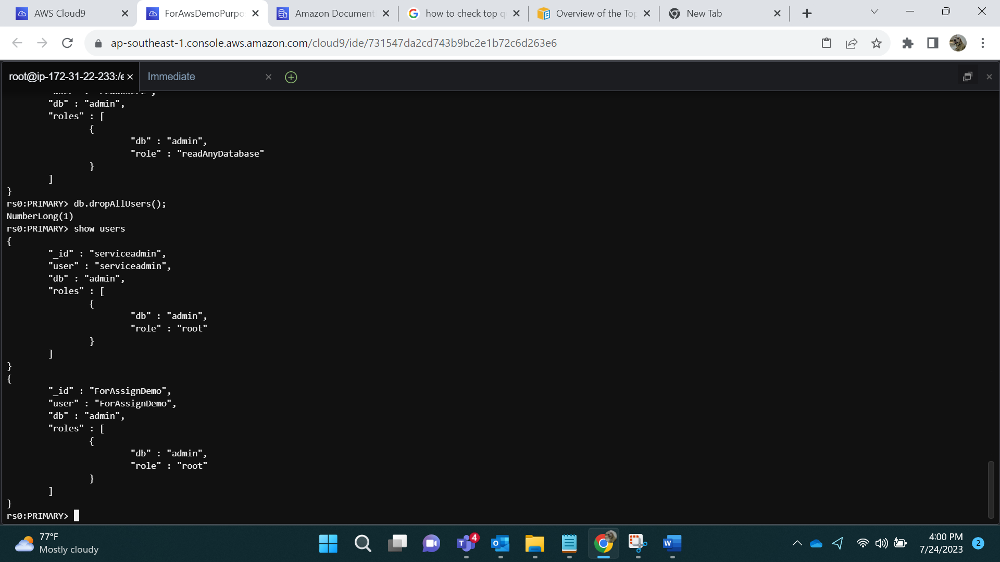 AWS Cloud9
ForAwsDemoPurpo
Amazon Document
how to check top q
Overview of the Top
New Tab
ap-southeast-1.console.aws.amazon.com/cloud9/ide/731547da2cd743b9bc2e1b72c6d263e6
root@ip-172-31-22-233:/e
Immediate
"db" : "admin",
"roles" : [
{
"db" : "admin",
"role" : "readAnyDatabase"
}
]
}
rs0:PRIMARY> db.dropAllUsers();
NumberLong(1)
rs0:PRIMARY> show users
{
"_id" : "serviceadmin",
"user" : "serviceadmin",
"db" : "admin",
"roles" : [
{
"db" : "admin",
"role" : "root"
}
]
}
{
"_id" : "ForAssignDemo",
"user" : "ForAssignDemo",
"db" : "admin",
"roles" : [
{
"db" : "admin",
"role" : "root"
}
]
}
rs0:PRIMARY>
77°F
Mostly cloudy
4
4:00 PM
7/24/2023
2